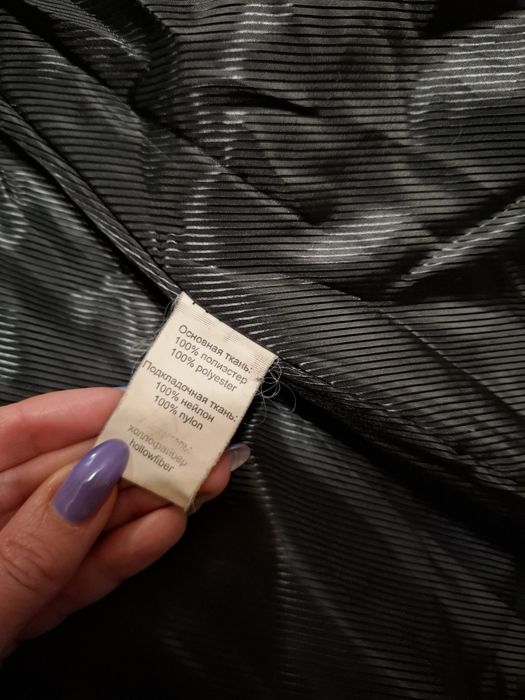 Основная ткань:
100% полиэстер
100% polyester
Подкладочная ткань:
100% нейлон
100% nylon
холлофайбер
hollowfiber